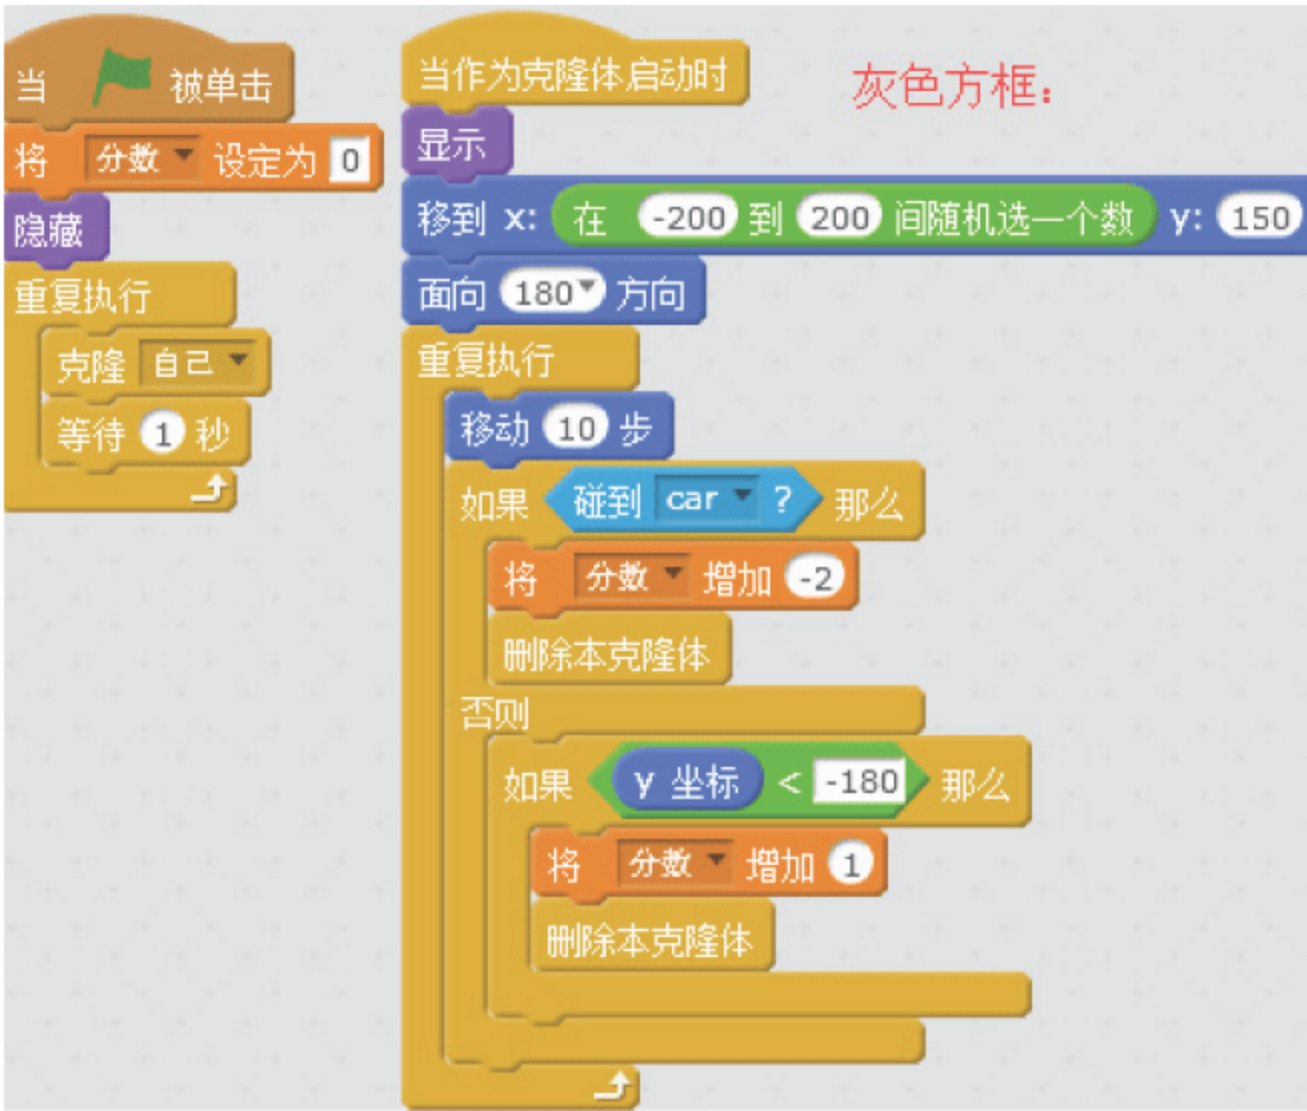 当 被单击
将 分数 设定为 0
隐藏
重复执行
克隆 自己
等待 1 秒
当作为克隆体启动时
灰色方框：
显示
移到 x: 在 -200 到 200 间随机选一个数 y: 150
面向 180 方向
重复执行
移动 10 步
如果 碰到 car ? 那么
将 分数 增加 -2
删除本克隆体
否则
如果 y 坐标 < -180 那么
将 分数 增加 1
删除本克隆体